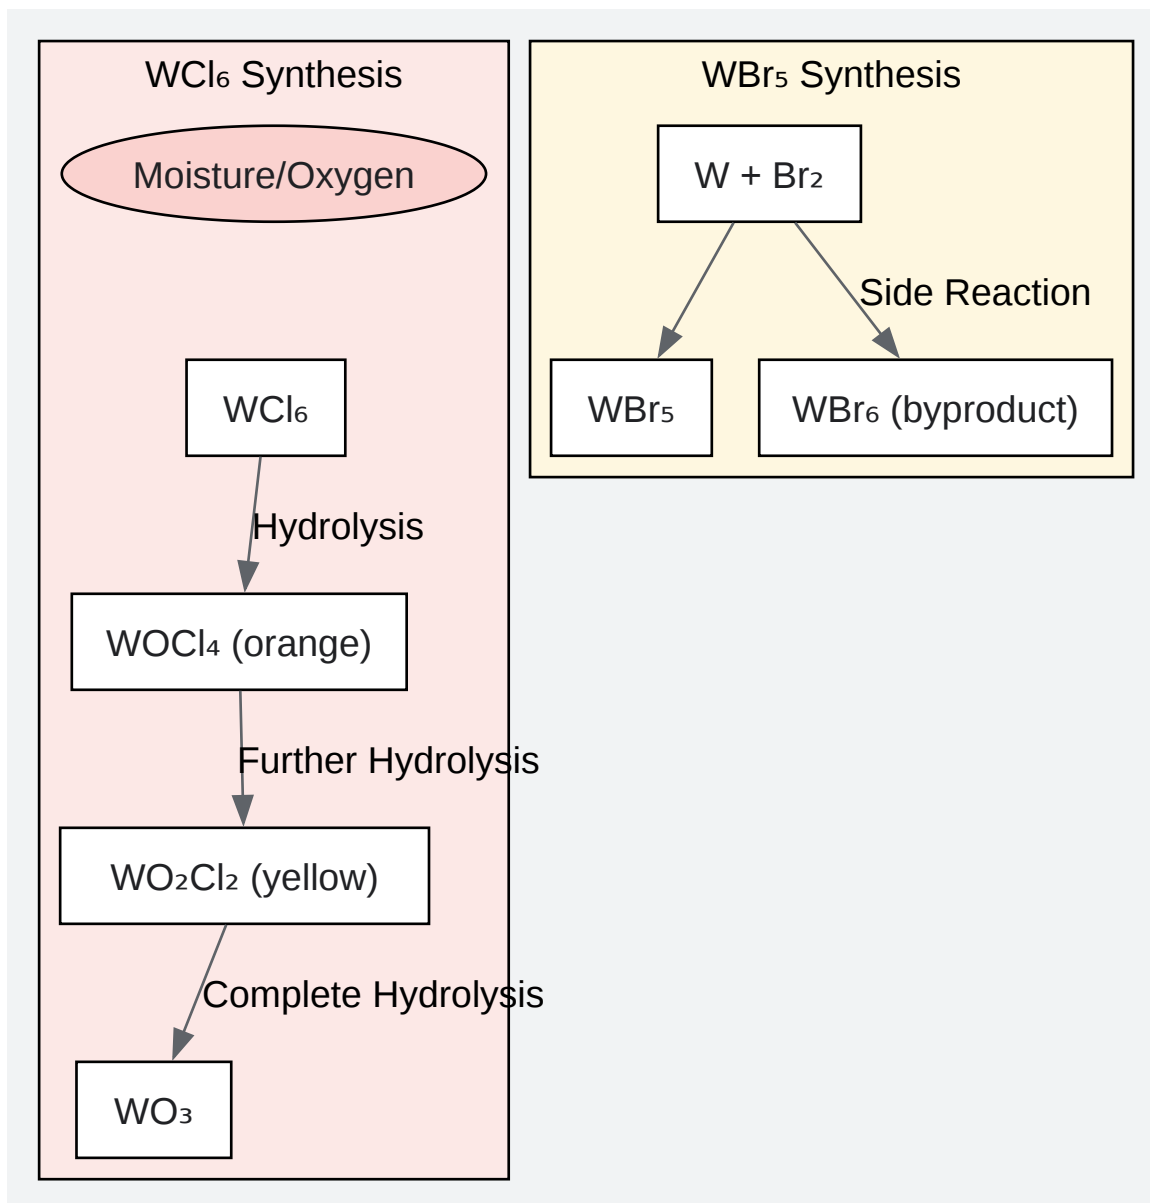 WCl₆ Synthesis
Moisture/Oxygen
WCl₆
Hydrolysis
WOCl₄ (orange)
Further Hydrolysis
WO₂Cl₂ (yellow)
Complete Hydrolysis
WO₃
WBr₅ Synthesis
W + Br₂
Side Reaction
WBr₅
WBr₆ (byproduct)